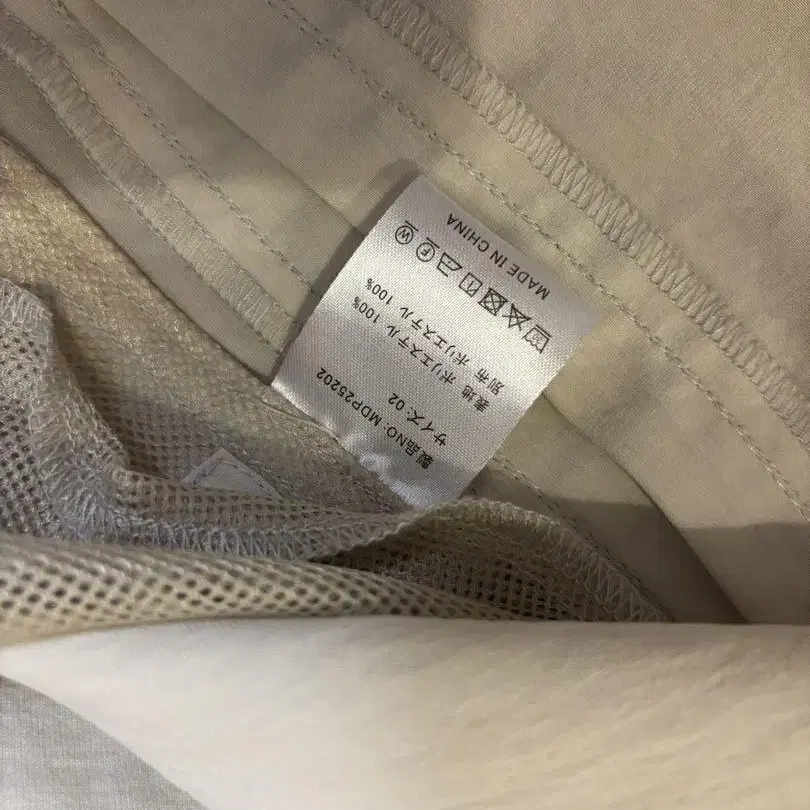 製品NO: MDP25202
サイズ: 02
表地 ポリエステル 100%
別布 ポリエステル 100%
MADE IN CHINA